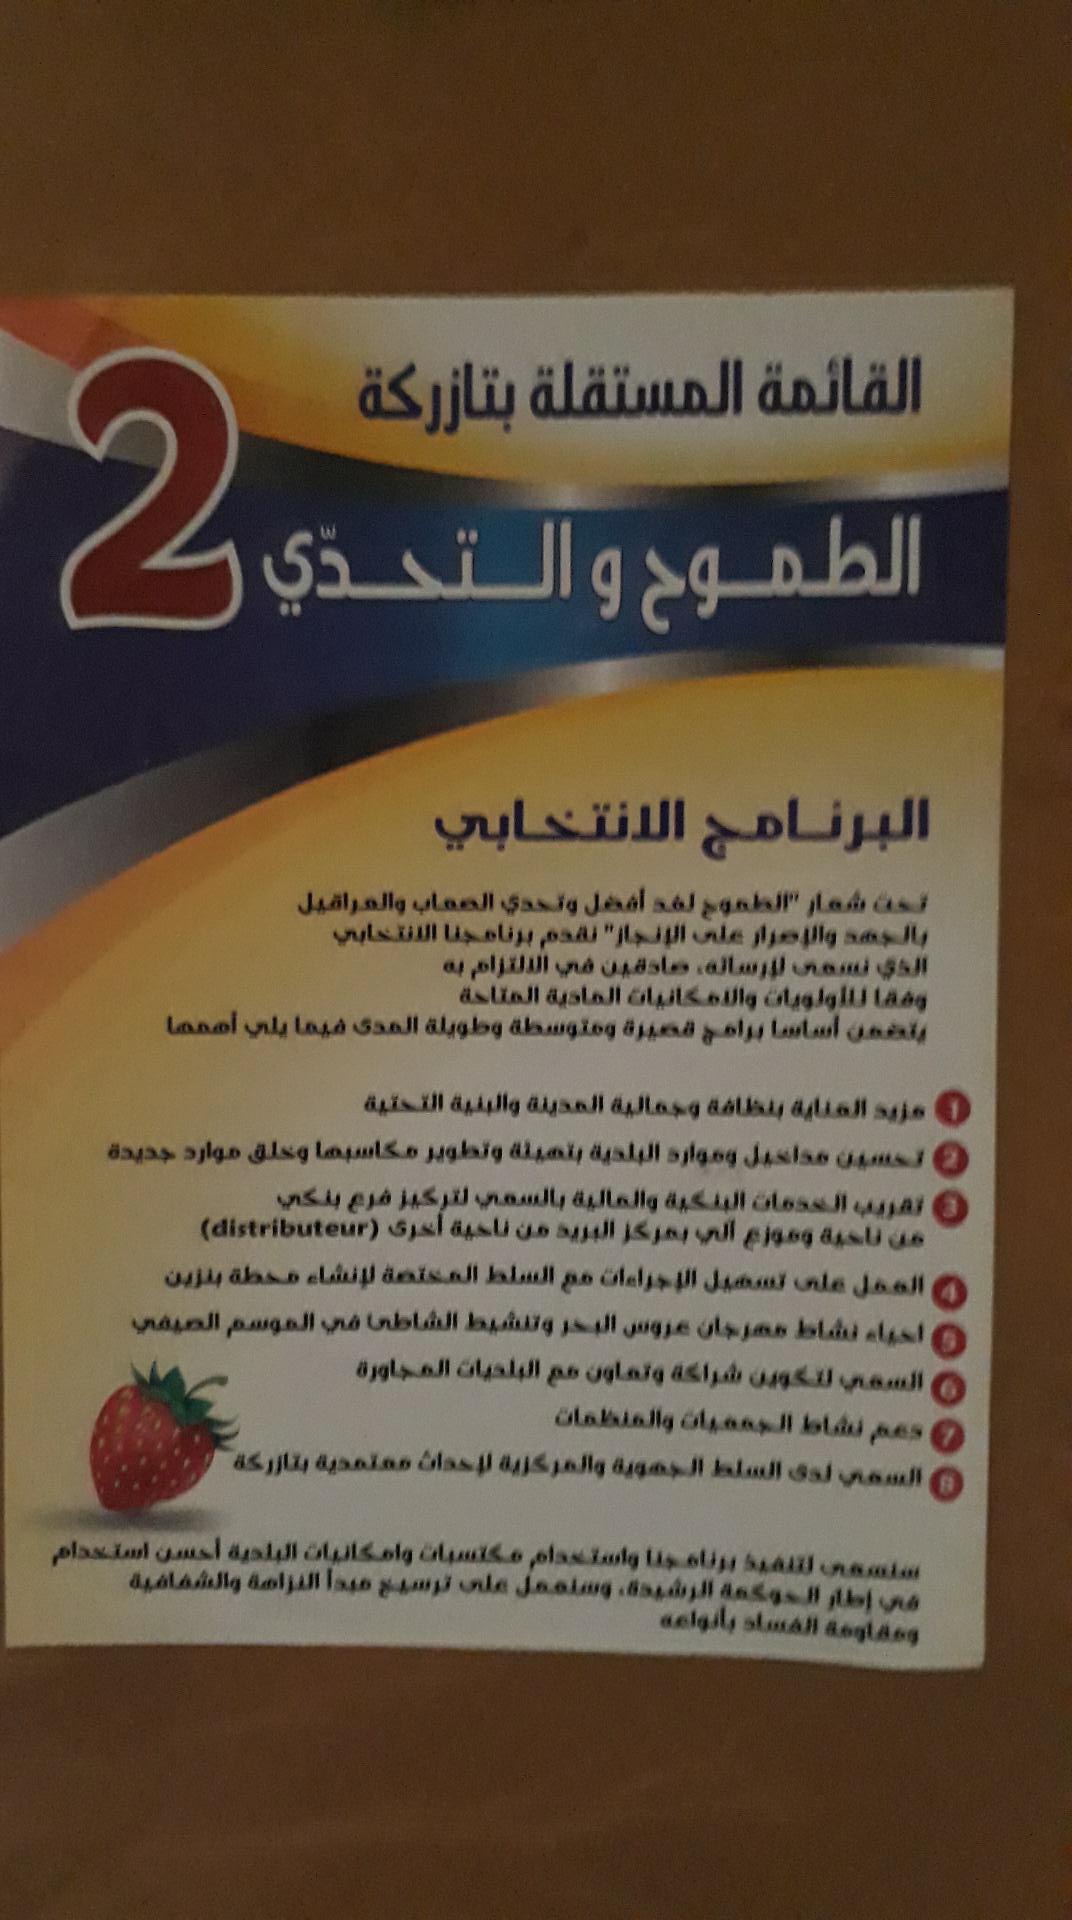 القائمة المستقلة بتازركة
الطموح والتحدّي
2
البرنامج الانتخابي
تحت شعار "الطموح لغد أفضل وتحدي الصعاب والعراقيل
بالجهد والإصرار على الإنجاز" نقدم برنامجنا الانتخابي
الذي نسعى لإرسائه، صادقين في الالتزام به
وفقا للأولويات والامكانيات المادية المتاحة
يتضمن أساسا برامج قصيرة ومتوسطة وطويلة المدى فيما يلي أهمها
1 مزيد العناية بنظافة وجمالية المدينة والبنية التحتية
2 تحسين مداخيل وموارد البلدية بتهيئة وتطوير مكاسبها وخلق موارد جديدة
3 تقريب الخدمات البنكية والمالية بالسعي لتركيز فرع بنكي
من ناحية وموزع آلي بمركز البريد من ناحية أخرى (distributeur)
4 العمل على تسهيل الإجراءات مع السلط المختصة لإنشاء محطة بنزين
5 احياء نشاط مهرجان عروس البحر وتنشيط الشاطئ في الموسم الصيفي
6 السعي لتكوين شراكة وتعاون مع البلديات المجاورة
7 دعم نشاط الجمعيات والمنظمات
8 السعي لدى السلط الجهوية والمركزية لإحداث معتمدية بتازركة
سنسعى لتنفيذ برنامجنا واستخدام مكتسبات وامكانيات البلدية أحسن استخدام
في إطار الحوكمة الرشيدة، وسنعمل على ترسيخ مبدأ النزاهة والشفافية
ومقاومة الفساد بأنواعه